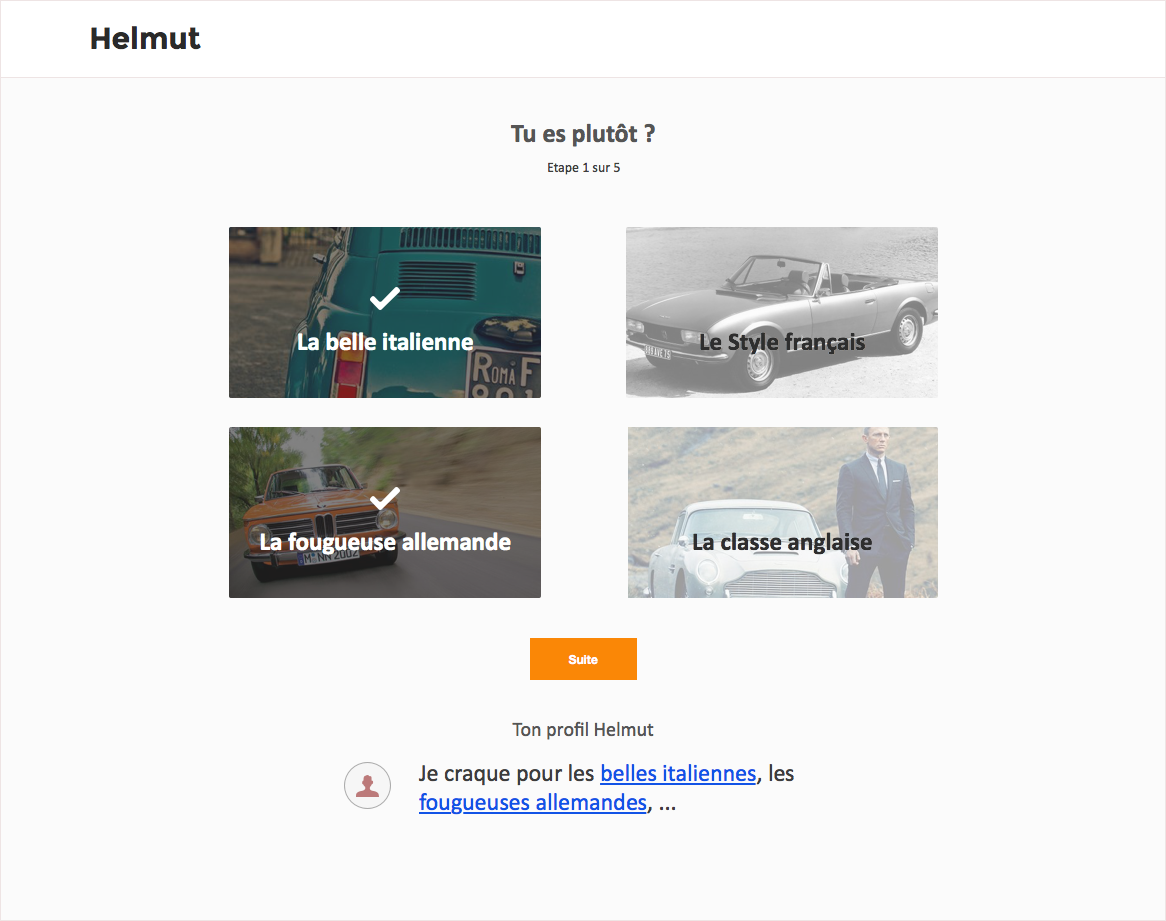 Helmut
Tu es plutôt ?
Etape 1 sur 5
La belle italienne
ROMA F
Le Style français
La fougueuse allemande
M NN 2002
La classe anglaise
Suite
Ton profil Helmut
Je craque pour les belles italiennes, les
fougueuses allemandes, ...